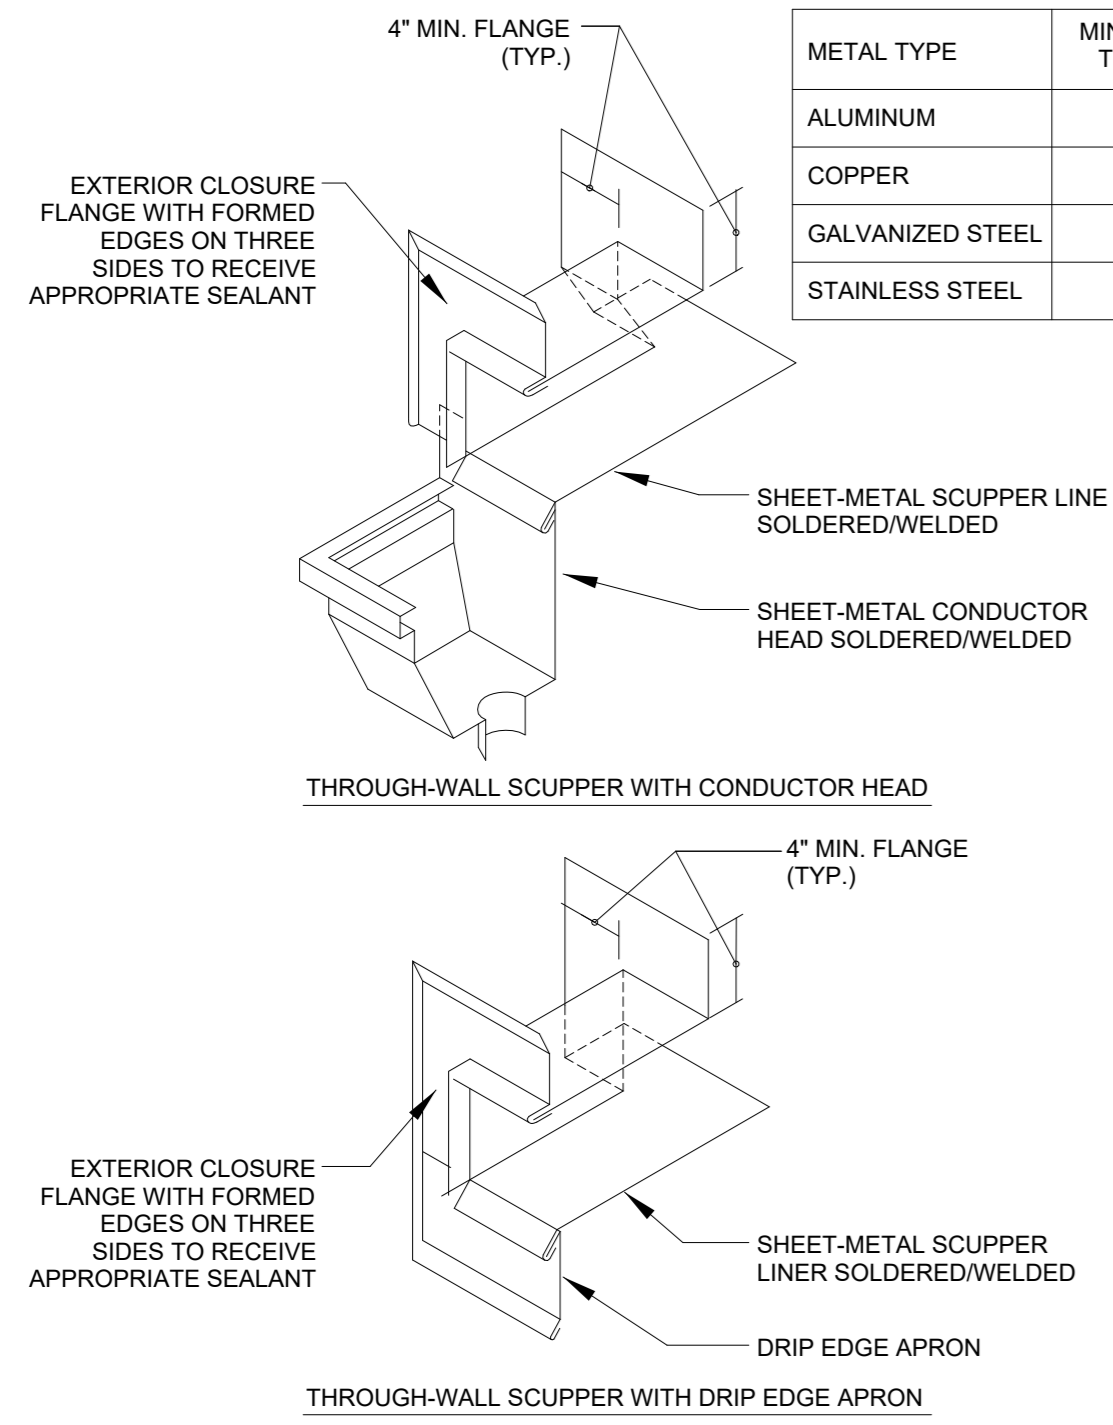 4" MIN. FLANGE
(TYP.)
METAL TYPE
ALUMINUM
COPPER
GALVANIZED STEEL
STAINLESS STEEL
EXTERIOR CLOSURE
FLANGE WITH FORMED
EDGES ON THREE
SIDES TO RECEIVE
APPROPRIATE SEALANT
SHEET-METAL SCUPPER LINE
SOLDERED/WELDED
SHEET-METAL CONDUCTOR
HEAD SOLDERED/WELDED
THROUGH-WALL SCUPPER WITH CONDUCTOR HEAD
4" MIN. FLANGE
(TYP.)
EXTERIOR CLOSURE
FLANGE WITH FORMED
EDGES ON THREE
SIDES TO RECEIVE
APPROPRIATE SEALANT
SHEET-METAL SCUPPER
LINER SOLDERED/WELDED
DRIP EDGE APRON
THROUGH-WALL SCUPPER WITH DRIP EDGE APRON